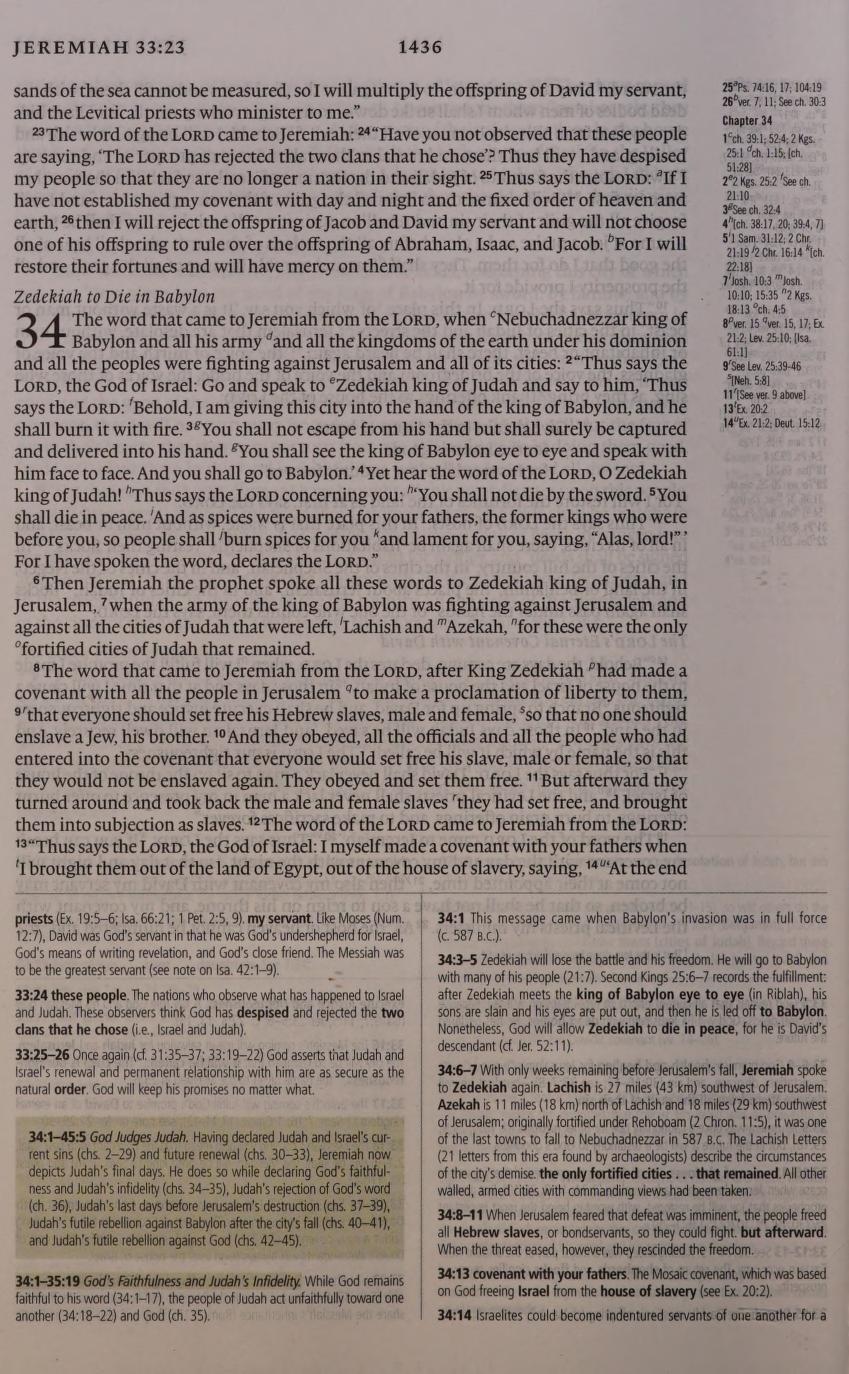 JEREMIAH 33:23
1436
sands of the sea cannot be measured, so I will multiply the offspring of David my servant,
and the Levitical priests who minister to me.”
23 The word of the LORD came to Jeremiah: 24 “Have you not observed that these people
are saying, ‘The LORD has rejected the two clans that he chose’? Thus they have despised
my people so that they are no longer a nation in their sight. 25 Thus says the LORD: aIf I
have not established my covenant with day and night and the fixed order of heaven and
earth, 26 then I will reject the offspring of Jacob and David my servant and will not choose
one of his offspring to rule over the offspring of Abraham, Isaac, and Jacob. bFor I will
restore their fortunes and will have mercy on them.”
Zedekiah to Die in Babylon
34 The word that came to Jeremiah from the LORD, when cNebuchadnezzar king of
Babylon and all his army dand all the kingdoms of the earth under his dominion
and all the peoples were fighting against Jerusalem and all of its cities: 2 “Thus says the
LORD, the God of Israel: Go and speak to eZedekiah king of Judah and say to him, ‘Thus
says the LORD: fBehold, I am giving this city into the hand of the king of Babylon, and he
shall burn it with fire. 3 gYou shall not escape from his hand but shall surely be captured
and delivered into his hand. gYou shall see the king of Babylon eye to eye and speak with
him face to face. And you shall go to Babylon.’ 4 Yet hear the word of the LORD, O Zedekiah
king of Judah! hThus says the LORD concerning you: h‘You shall not die by the sword. 5 You
shall die in peace. iAnd as spices were burned for your fathers, the former kings who were
before you, so people shall jburn spices for you kand lament for you, saying, “Alas, lord!”’
For I have spoken the word, declares the LORD.”
6 Then Jeremiah the prophet spoke all these words to Zedekiah king of Judah, in
Jerusalem, 7 when the army of the king of Babylon was fighting against Jerusalem and
against all the cities of Judah that were left, lLachish and mAzekah, nfor these were the only
ofortified cities of Judah that remained.
8 The word that came to Jeremiah from the LORD, after King Zedekiah phad made a
covenant with all the people in Jerusalem qto make a proclamation of liberty to them,
9 rthat everyone should set free his Hebrew slaves, male and female, sso that no one should
enslave a Jew, his brother. 10 And they obeyed, all the officials and all the people who had
entered into the covenant that everyone would set free his slave, male or female, so that
they would not be enslaved again. They obeyed and set them free. 11 But afterward they
turned around and took back the male and female slaves rthey had set free, and brought
them into subjection as slaves. 12 The word of the LORD came to Jeremiah from the LORD:
13 “Thus says the LORD, the God of Israel: I myself made a covenant with your fathers when
tI brought them out of the land of Egypt, out of the house of slavery, saying, 14 u‘At the end
25 aPs. 74:16, 17; 104:19
26 bver. 7, 11; See ch. 30:3
Chapter 34
1 cch. 39:1; 52:4; 2 Kgs.
25:1 dch. 1:15; [ch.
51:28]
2 e2 Kgs. 25:2 fSee ch.
21:10
3 gSee ch. 32:4
4 h[ch. 38:17, 20; 39:4, 7]
5 i1 Sam. 31:12; 2 Chr.
21:19 j2 Chr. 16:14 k[ch.
22:18]
7 lJosh. 10:3 mJosh.
10:10; 15:35 n2 Kgs.
18:13 och. 4:5
8 pver. 15 qver. 15, 17; Ex.
21:2; Lev. 25:10; [Isa.
61:1]
9 rSee Lev. 25:39-46
s[Neh. 5:8]
11 r[See ver. 9 above]
13 tEx. 20:2
14 uEx. 21:2; Deut. 15:12
priests (Ex. 19:5–6; Isa. 66:21; 1 Pet. 2:5, 9). my servant. Like Moses (Num.
12:7), David was God's servant in that he was God's undershepherd for Israel,
God's means of writing revelation, and God's close friend. The Messiah was
to be the greatest servant (see note on Isa. 42:1–9).
33:24 these people. The nations who observe what has happened to Israel
and Judah. These observers think God has despised and rejected the two
clans that he chose (i.e., Israel and Judah).
33:25–26 Once again (cf. 31:35–37; 33:19–22) God asserts that Judah and
Israel's renewal and permanent relationship with him are as secure as the
natural order. God will keep his promises no matter what.
34:1–45:5 God Judges Judah. Having declared Judah and Israel's cur-
rent sins (chs. 2–29) and future renewal (chs. 30–33), Jeremiah now
depicts Judah's final days. He does so while declaring God's faithful-
ness and Judah's infidelity (chs. 34–35), Judah's rejection of God's word
(ch. 36), Judah's last days before Jerusalem's destruction (chs. 37–39),
Judah's futile rebellion against Babylon after the city's fall (chs. 40–41),
and Judah's futile rebellion against God (chs. 42–45).
34:1–35:19 God's Faithfulness and Judah's Infidelity. While God remains
faithful to his word (34:1–17), the people of Judah act unfaithfully toward one
another (34:18–22) and God (ch. 35).
34:1 This message came when Babylon's invasion was in full force
(c. 587 B.C.).
34:3–5 Zedekiah will lose the battle and his freedom. He will go to Babylon
with many of his people (21:7). Second Kings 25:6–7 records the fulfillment:
after Zedekiah meets the king of Babylon eye to eye (in Riblah), his
sons are slain and his eyes are put out, and then he is led off to Babylon.
Nonetheless, God will allow Zedekiah to die in peace, for he is David's
descendant (cf. Jer. 52:11).
34:6–7 With only weeks remaining before Jerusalem's fall, Jeremiah spoke
to Zedekiah again. Lachish is 27 miles (43 km) southwest of Jerusalem.
Azekah is 11 miles (18 km) north of Lachish and 18 miles (29 km) southwest
of Jerusalem; originally fortified under Rehoboam (2 Chron. 11:5), it was one
of the last towns to fall to Nebuchadnezzar in 587 B.C. The Lachish Letters
(21 letters from this era found by archaeologists) describe the circumstances
of the city's demise. the only fortified cities . . . that remained. All other
walled, armed cities with commanding views had been taken.
34:8–11 When Jerusalem feared that defeat was imminent, the people freed
all Hebrew slaves, or bondservants, so they could fight. but afterward.
When the threat eased, however, they rescinded the freedom.
34:13 covenant with your fathers. The Mosaic covenant, which was based
on God freeing Israel from the house of slavery (see Ex. 20:2).
34:14 Israelites could become indentured servants of one another for a